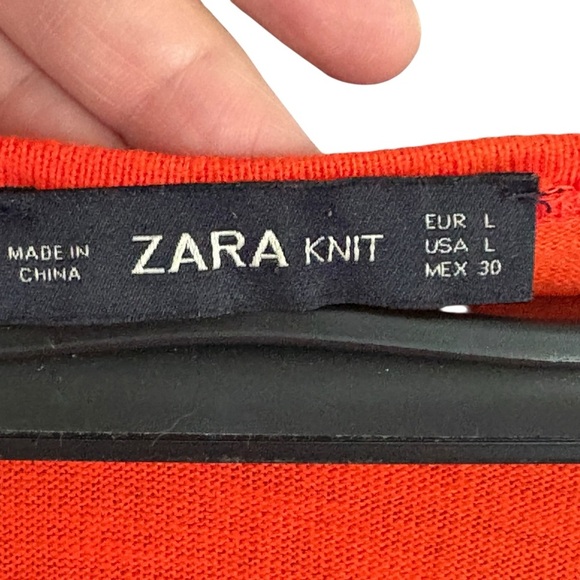 MADE IN
CHINA
ZARA KNIT
EUR L
USA L
MEX 30